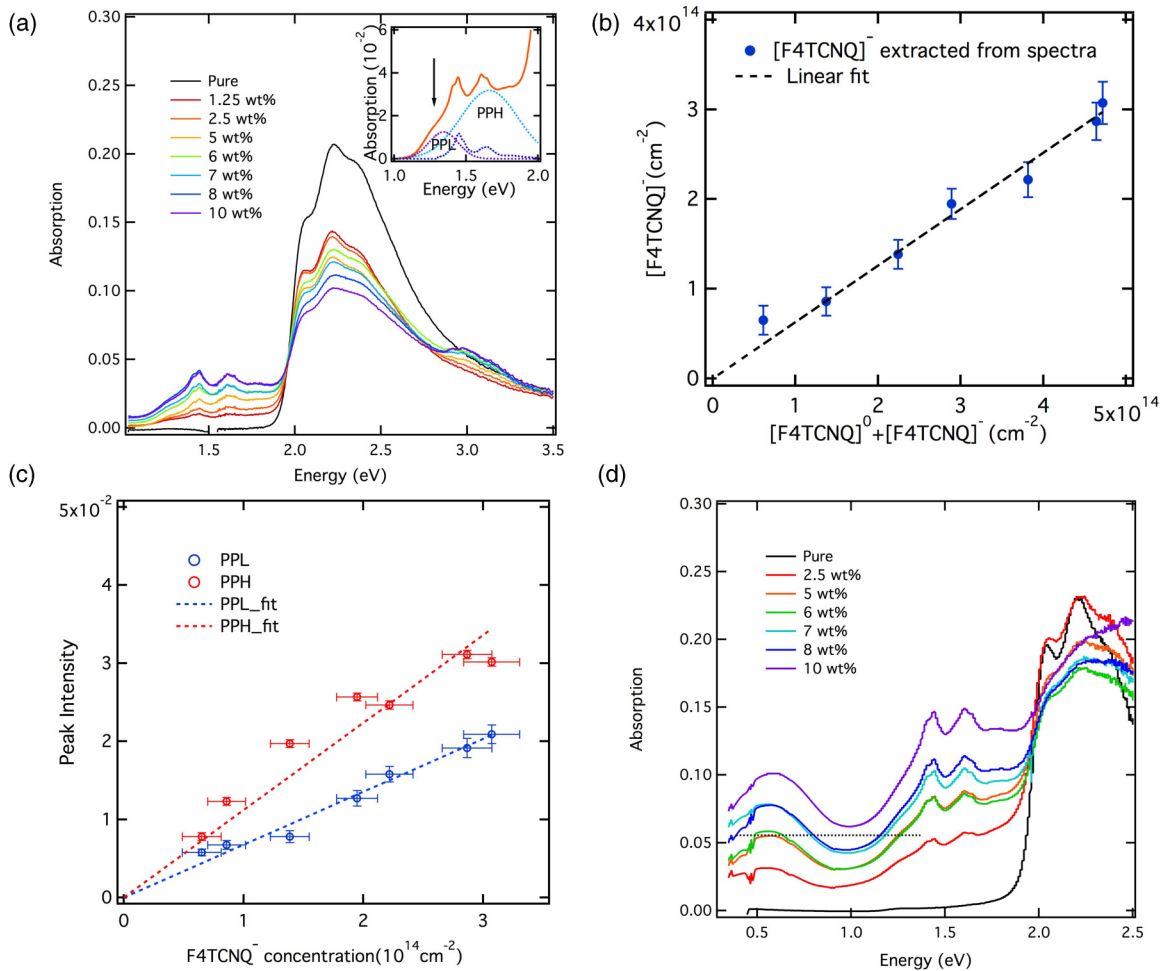 (a)
Absorption
0.20
0.15
0.10
0.05
0.00
1.5
2.0
2.5
3.0
3.5
Energy (eV)
Pure
1.25 wt%
2.5 wt%
5 wt%
6 wt%
7 wt%
8 wt%
10 wt%
Absorption (10⁻²
6
4
2
0
PPH
PPL
1.0
1.5
2.0
Energy (eV)
(b)
[F4TCNQ]⁻ (cm⁻²)
4x10¹⁴
3
2
1
0
[F4TCNQ]⁻ extracted from spectra
Linear fit
0
1
2
3
4
5x10¹⁴
[F4TCNQ]⁰+[F4TCNQ]⁻ (cm⁻²)
(c)
Peak Intensity
5x10⁻²
4
3
2
1
0
PPL
PPH
PPL_fit
PPH_fit
0
1
2
3
F4TCNQ⁻ concentration(10¹⁴cm⁻²)
(d)
Absorption
0.30
0.25
0.20
0.15
0.10
0.05
0.00
Pure
2.5 wt%
5 wt%
6 wt%
7 wt%
8 wt%
10 wt%
0.5
1.0
1.5
2.0
2.5
Energy (eV)